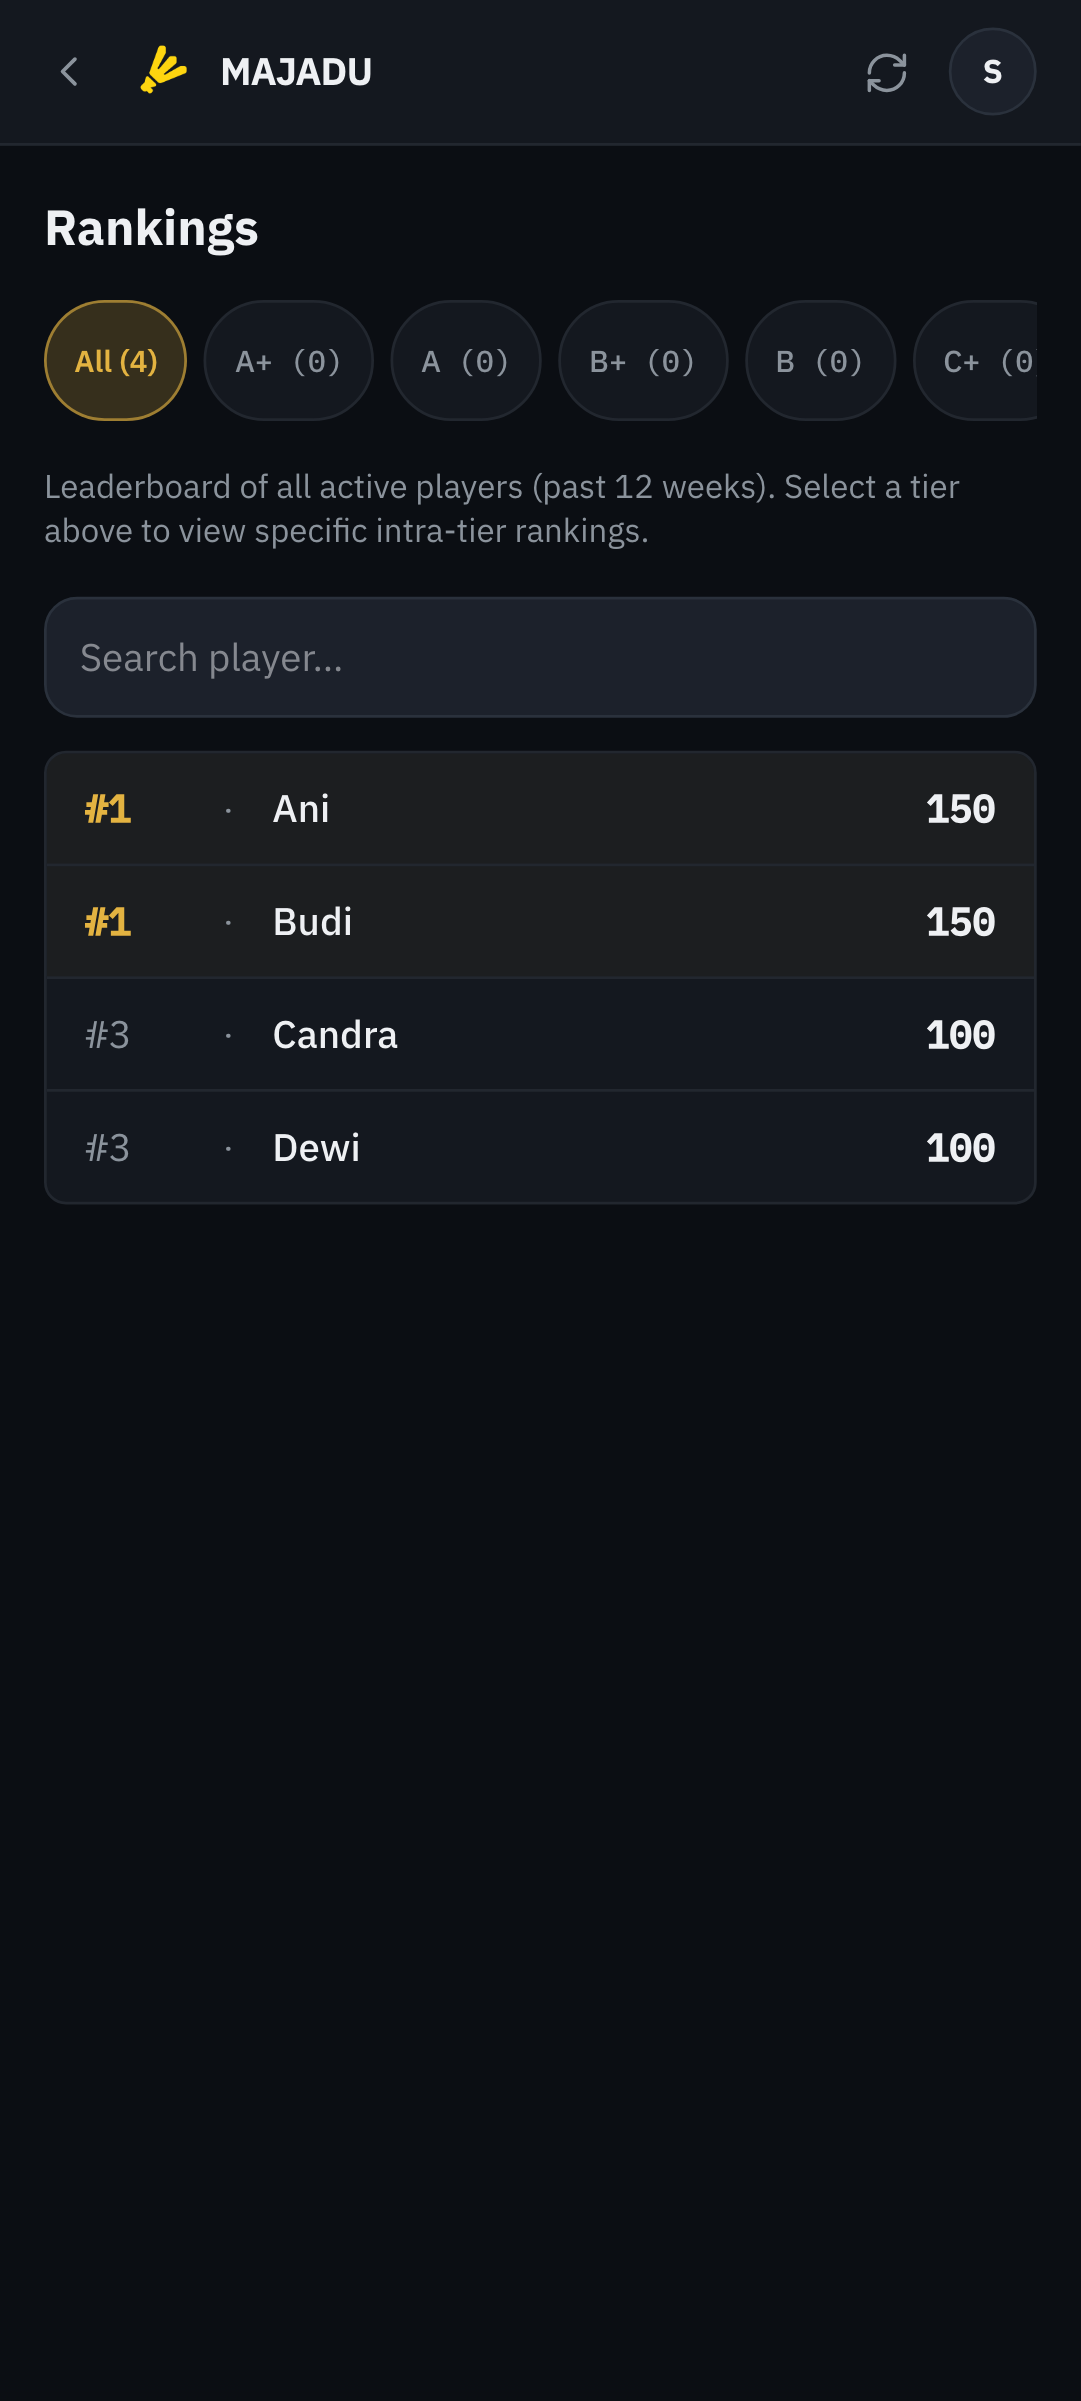 MAJADU
S
Rankings
All (4) A+ (0) A (0) B+ (0) B (0) C+ (0
Leaderboard of all active players (past 12 weeks). Select a tier
above to view specific intra-tier rankings.
Search player...
#1 · Ani 150
#1 · Budi 150
#3 · Candra 100
#3 · Dewi 100